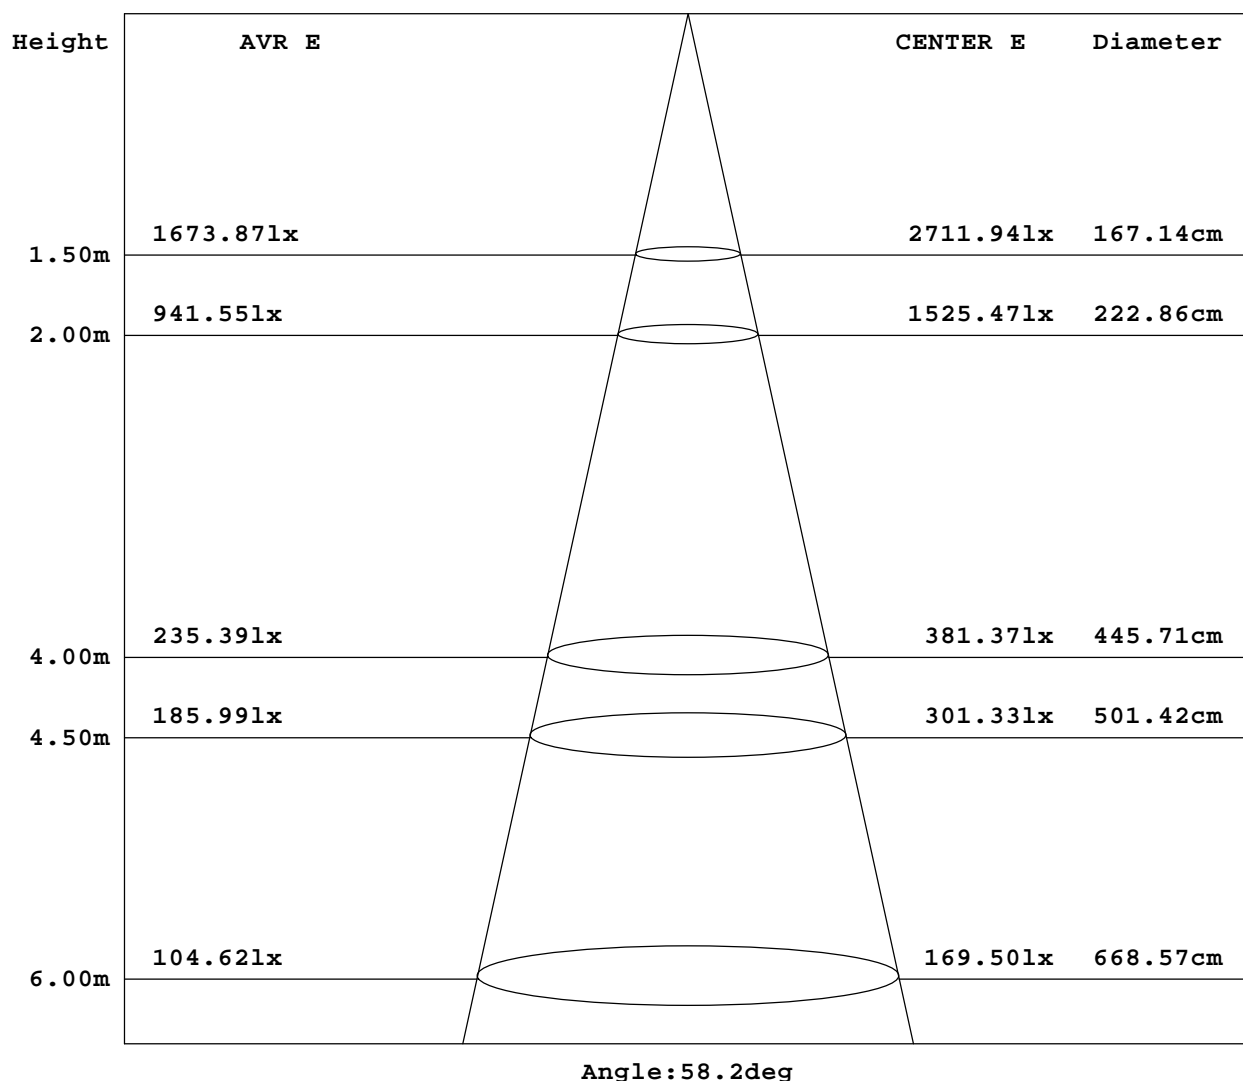 Height AVR E CENTER E Diameter
1673.87lx 2711.94lx 167.14cm
1.50m
941.55lx 1525.47lx 222.86cm
2.00m
235.39lx 381.37lx 445.71cm
4.00m
185.99lx 301.33lx 501.42cm
4.50m
104.62lx 169.50lx 668.57cm
6.00m
Angle:58.2deg